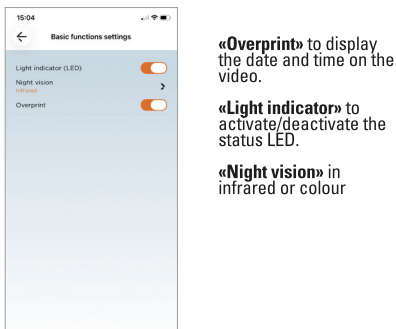 15:04
Basic functions settings
Light indicator (LED)
Night vision
Infrared
Overprint
«Overprint» to display
the date and time on the
video.
«Light indicator» to
activate/deactivate the
status LED.
«Night vision» in
infrared or colour